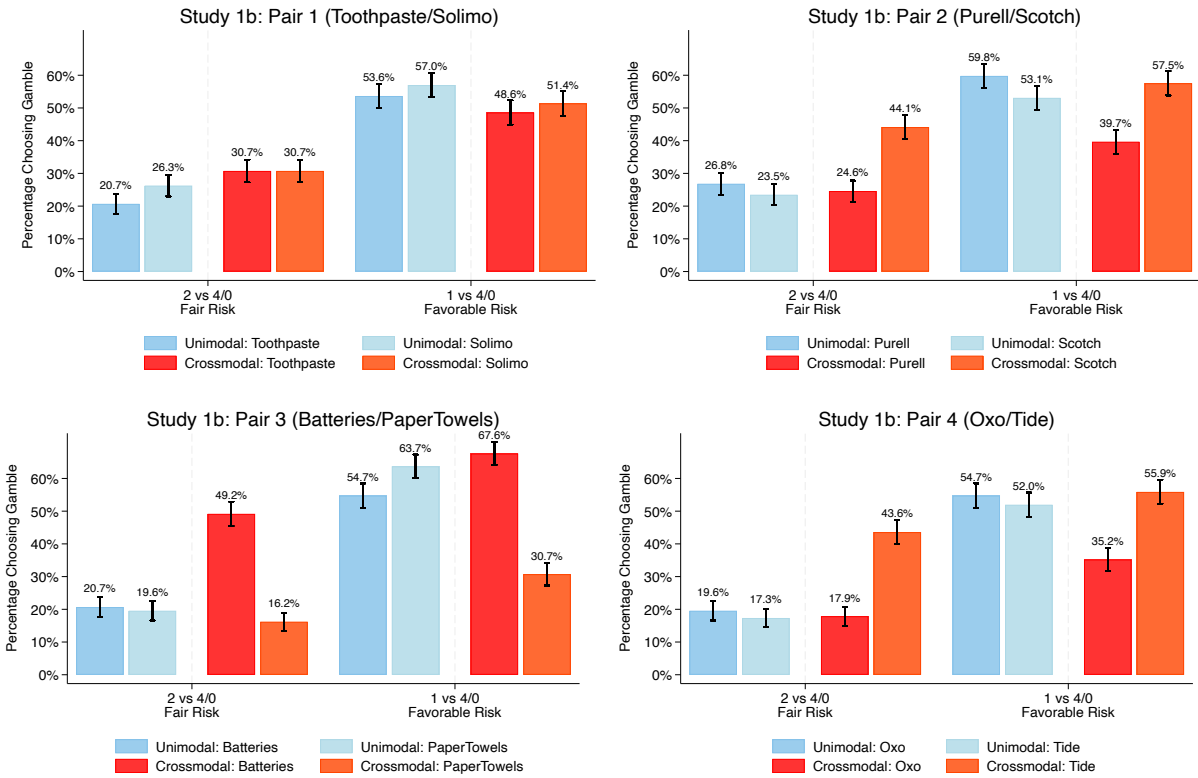 Study 1b: Pair 1 (Toothpaste/Solimo)
Percentage Choosing Gamble
60%
50%
40%
30%
20%
10%
0%
20.7%
26.3%
30.7%
30.7%
53.6%
57.0%
48.6%
51.4%
2 vs 4/0
Fair Risk
1 vs 4/0
Favorable Risk
Unimodal: Toothpaste
Unimodal: Solimo
Crossmodal: Toothpaste
Crossmodal: Solimo
Study 1b: Pair 2 (Purell/Scotch)
Percentage Choosing Gamble
60%
50%
40%
30%
20%
10%
0%
26.8%
23.5%
24.6%
44.1%
59.8%
53.1%
39.7%
57.5%
2 vs 4/0
Fair Risk
1 vs 4/0
Favorable Risk
Unimodal: Purell
Unimodal: Scotch
Crossmodal: Purell
Crossmodal: Scotch
Study 1b: Pair 3 (Batteries/PaperTowels)
Percentage Choosing Gamble
60%
50%
40%
30%
20%
10%
0%
20.7%
19.6%
49.2%
16.2%
54.7%
63.7%
67.6%
30.7%
2 vs 4/0
Fair Risk
1 vs 4/0
Favorable Risk
Unimodal: Batteries
Unimodal: PaperTowels
Crossmodal: Batteries
Crossmodal: PaperTowels
Study 1b: Pair 4 (Oxo/Tide)
Percentage Choosing Gamble
60%
50%
40%
30%
20%
10%
0%
19.6%
17.3%
17.9%
43.6%
54.7%
52.0%
35.2%
55.9%
2 vs 4/0
Fair Risk
1 vs 4/0
Favorable Risk
Unimodal: Oxo
Unimodal: Tide
Crossmodal: Oxo
Crossmodal: Tide